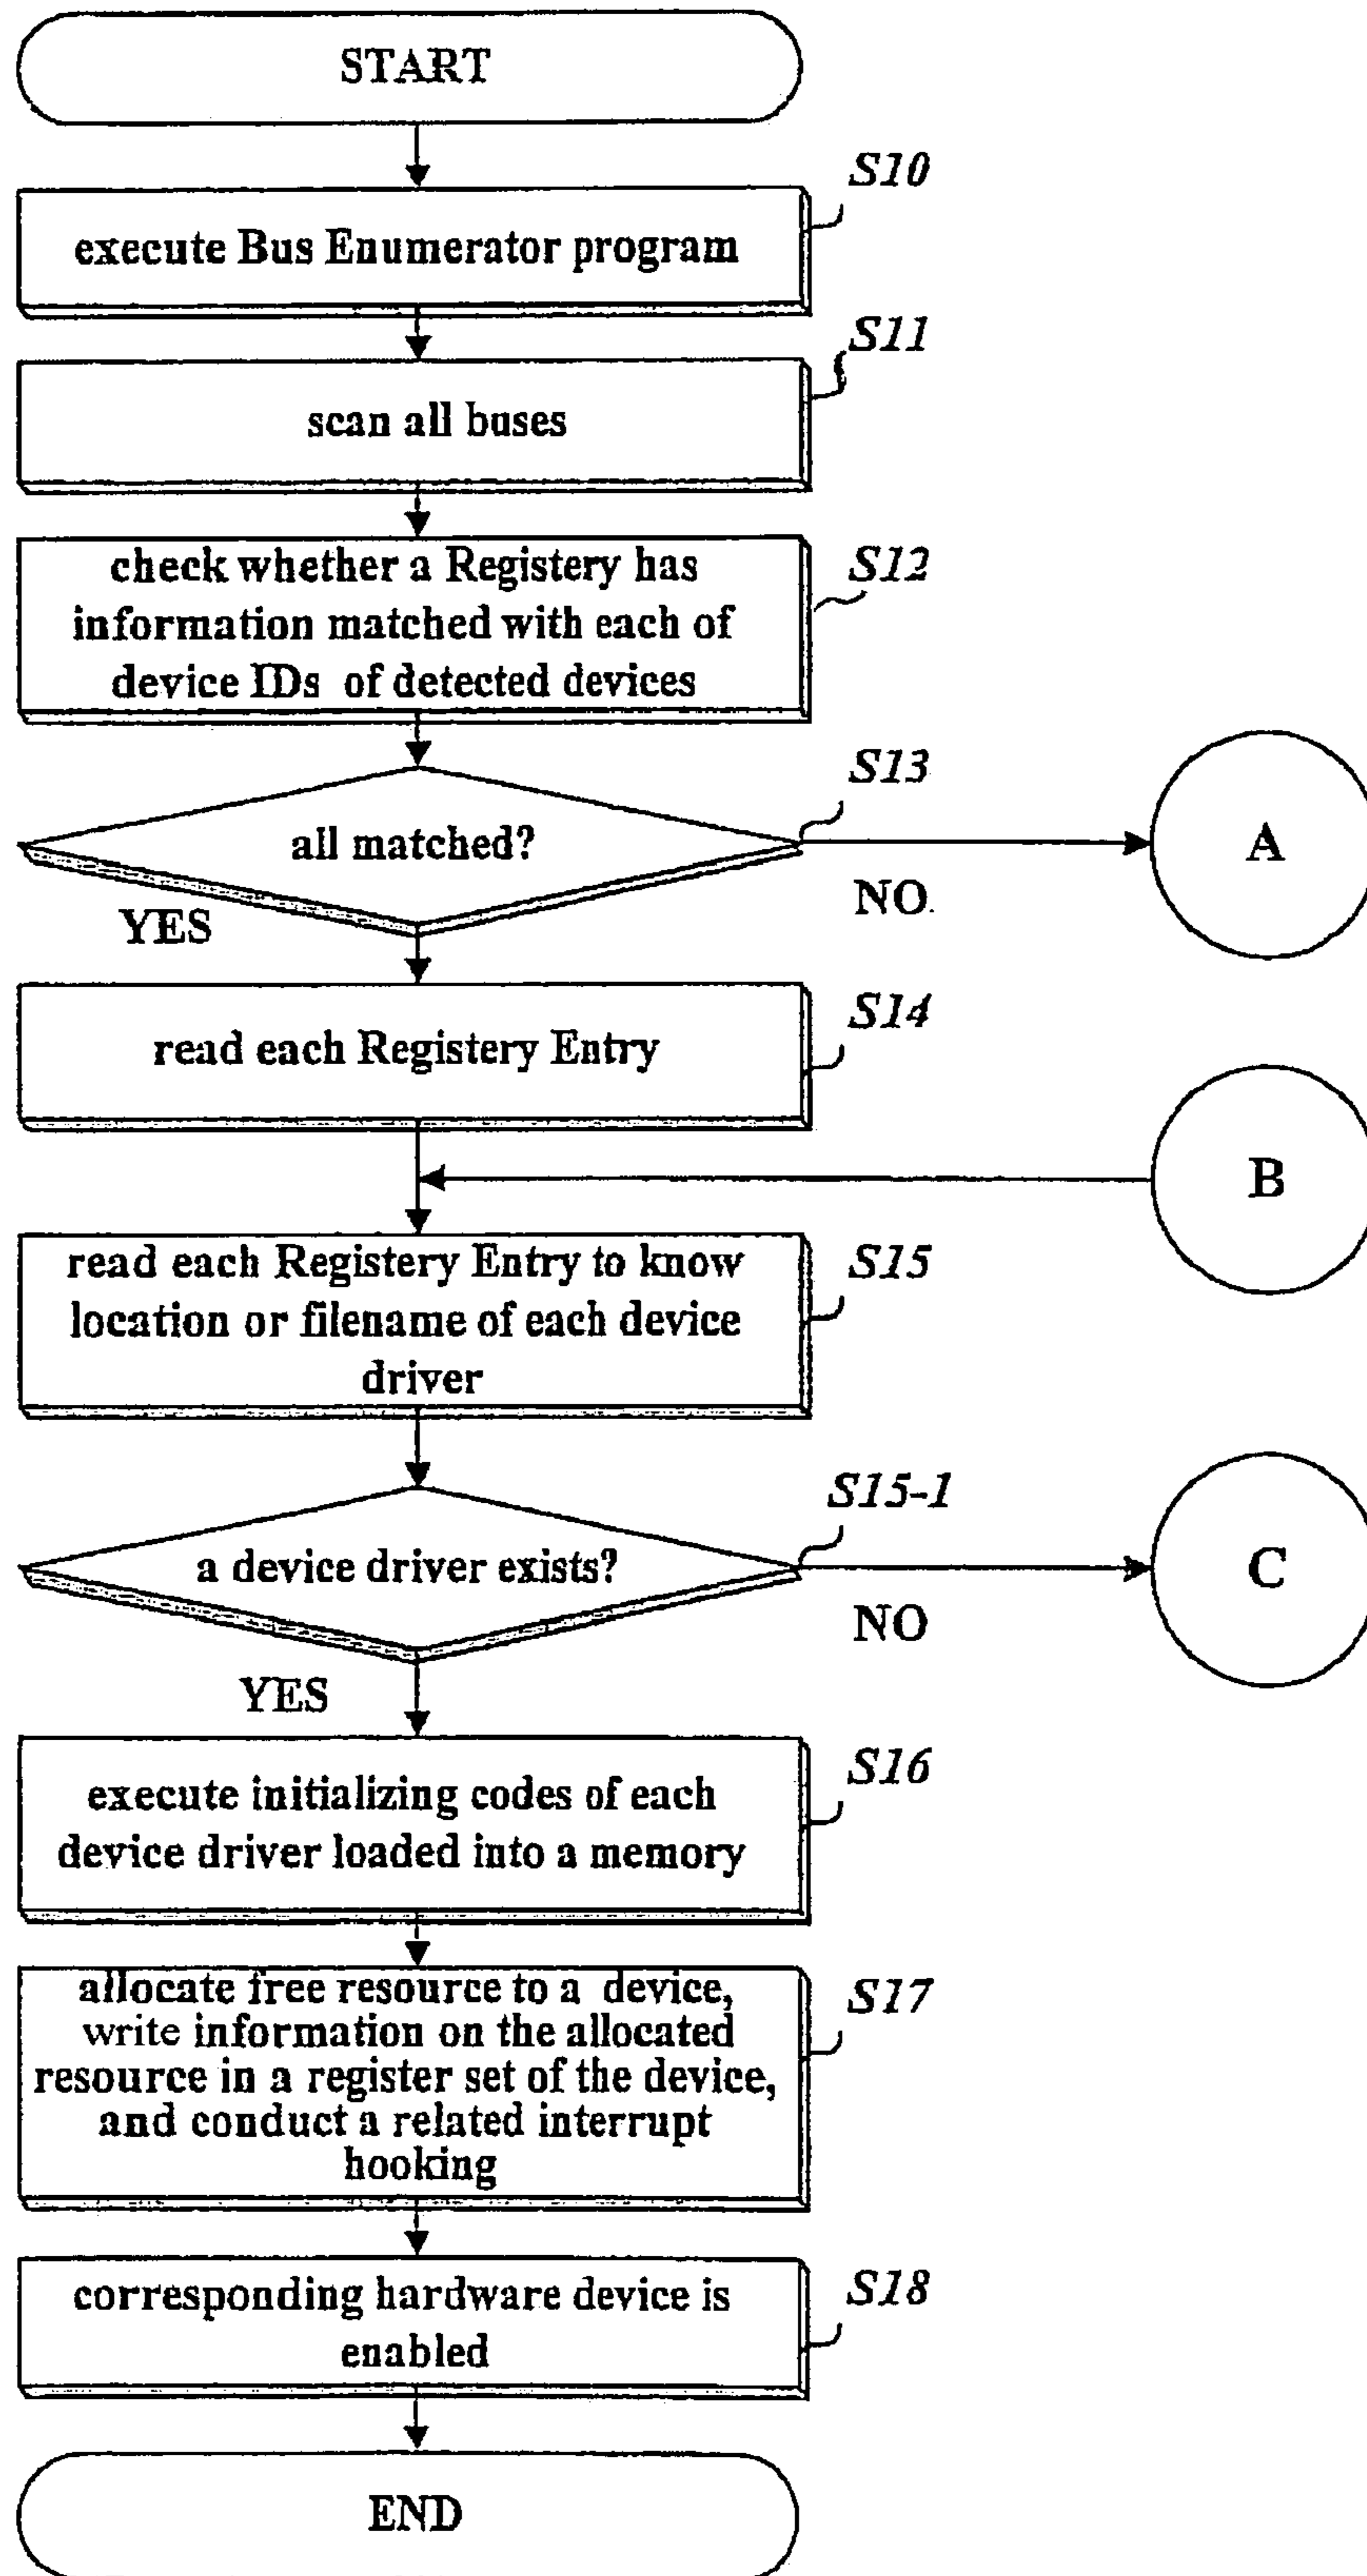 START
S10
execute Bus Enumerator program
S11
scan all buses
S12
check whether a Registery has
information matched with each of
device IDs of detected devices
S13
all matched?
A
NO
YES
S14
read each Registery Entry
B
S15
read each Registery Entry to know
location or filename of each device
driver
S15-1
a device driver exists?
C
NO
YES
S16
execute initializing codes of each
device driver loaded into a memory
S17
allocate free resource to a device,
write information on the allocated
resource in a register set of the device,
and conduct a related interrupt
hooking
S18
corresponding hardware device is
enabled
END